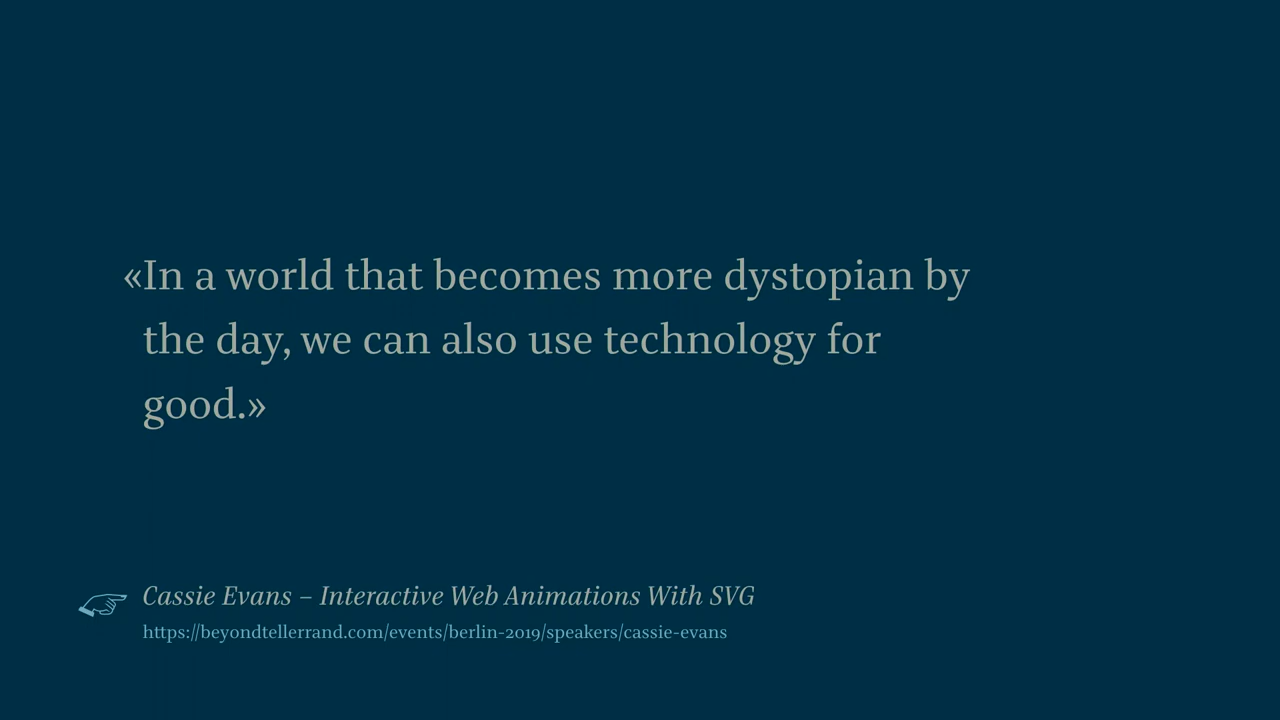 «In a world that becomes more dystopian by
the day, we can also use technology for
good.»
Cassie Evans – Interactive Web Animations With SVG
https://beyondtellerrand.com/events/berlin-2019/speakers/cassie-evans